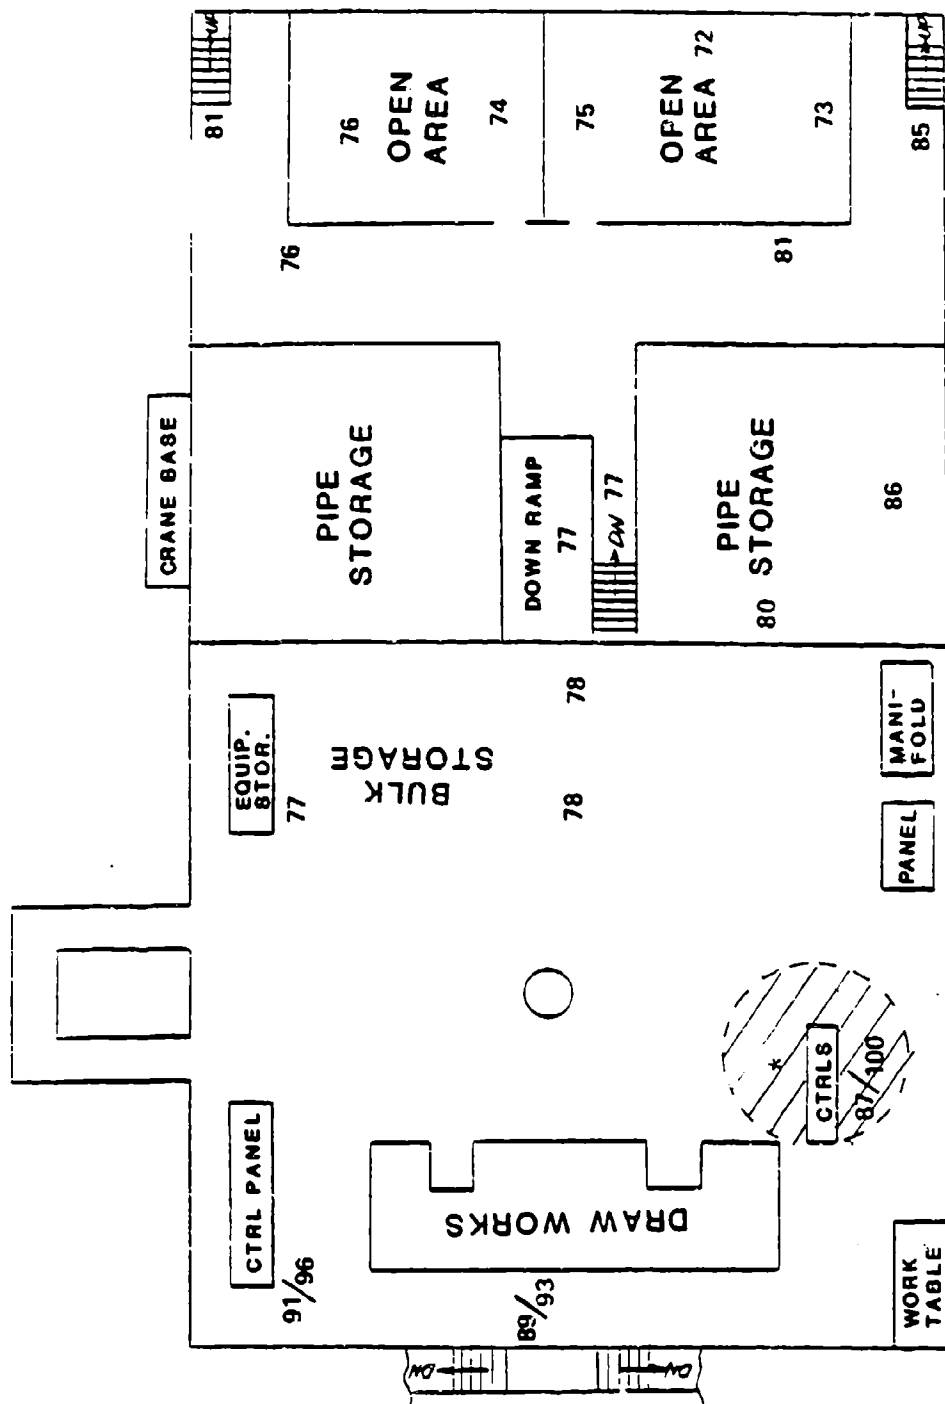 UP
81
76
OPEN
AREA
74
75
OPEN
AREA 72
73
UP
85
76
81
CRANE BASE
PIPE
STORAGE
DOWN RAMP
77
DN 77
PIPE
80 STORAGE
86
EQUIP.
STOR.
77
BULK
STORAGE
78
78
MANI-
FOLD
PANEL
CTRL PANEL
91/96
DRAW WORKS
89/93
*
CTRLS
87/100
WORK
TABLE
DN
DN